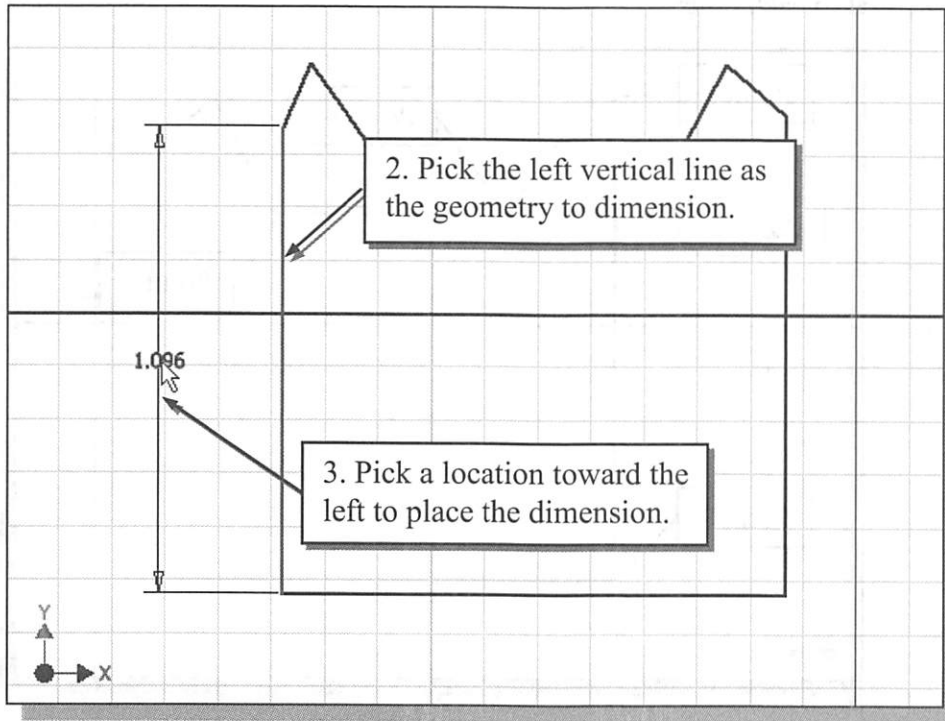 2. Pick the left vertical line as
the geometry to dimension.
1.096
3. Pick a location toward the
left to place the dimension.
Y
X